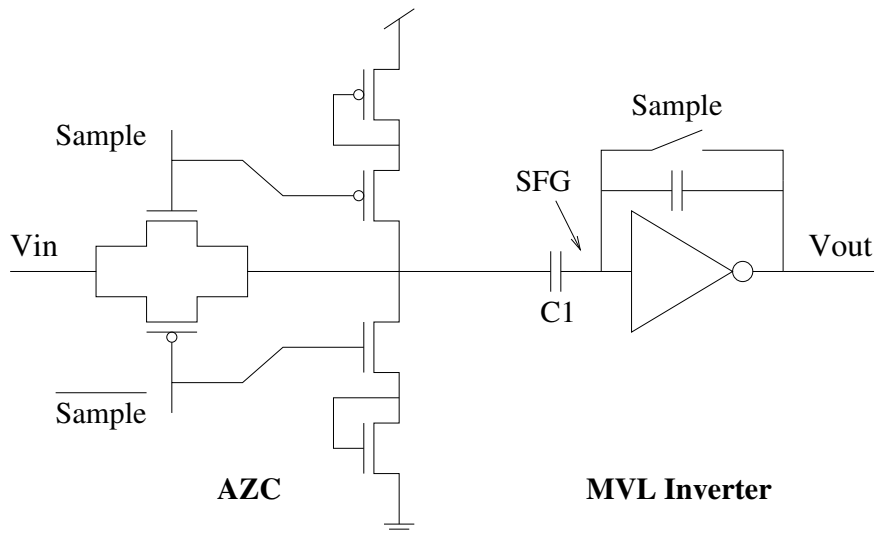 Sample
Sample
SFG
Vin
Vout
C1
Sample
AZC
MVL Inverter